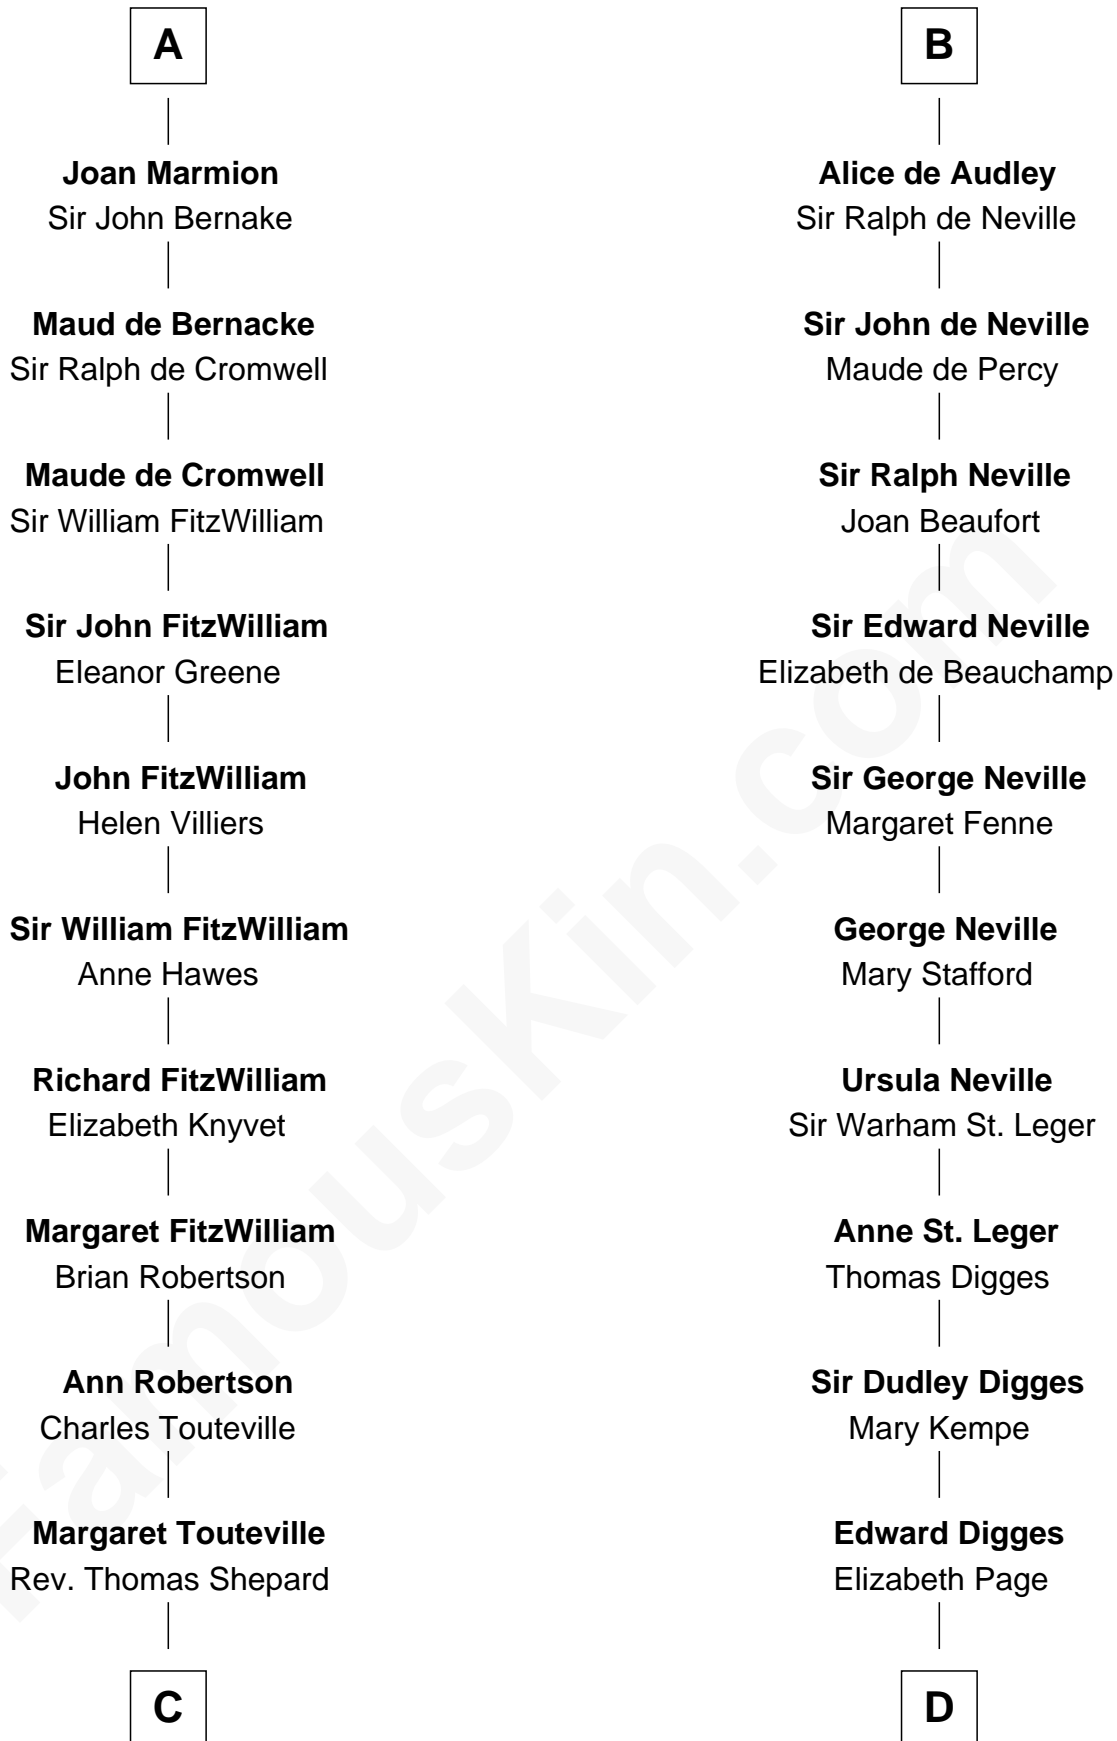 A
Joan Marmion
Sir John Bernake
Maud de Bernacke
Sir Ralph de Cromwell
Maude de Cromwell
Sir William FitzWilliam
Sir John FitzWilliam
Eleanor Greene
John FitzWilliam
Helen Villiers
Sir William FitzWilliam
Anne Hawes
Richard FitzWilliam
Elizabeth Knyvet
Margaret FitzWilliam
Brian Robertson
Ann Robertson
Charles Touteville
Margaret Touteville
Rev. Thomas Shepard
C
B
Alice de Audley
Sir Ralph de Neville
Sir John de Neville
Maude de Percy
Sir Ralph Neville
Joan Beaufort
Sir Edward Neville
Elizabeth de Beauchamp
Sir George Neville
Margaret Fenne
George Neville
Mary Stafford
Ursula Neville
Sir Warham St. Leger
Anne St. Leger
Thomas Digges
Sir Dudley Digges
Mary Kempe
Edward Digges
Elizabeth Page
D
FamousKin.com